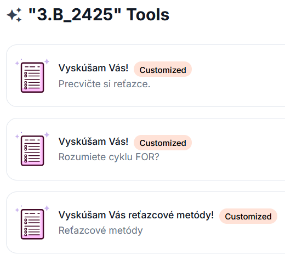 "3.B_2425" Tools
Vyskúšam Vás! Customized
Precvičte si reťazce.
Vyskúšam Vás! Customized
Rozumiete cyklu FOR?
Vyskúšam Vás reťazcové metódy! Customized
Reťazcové metódy